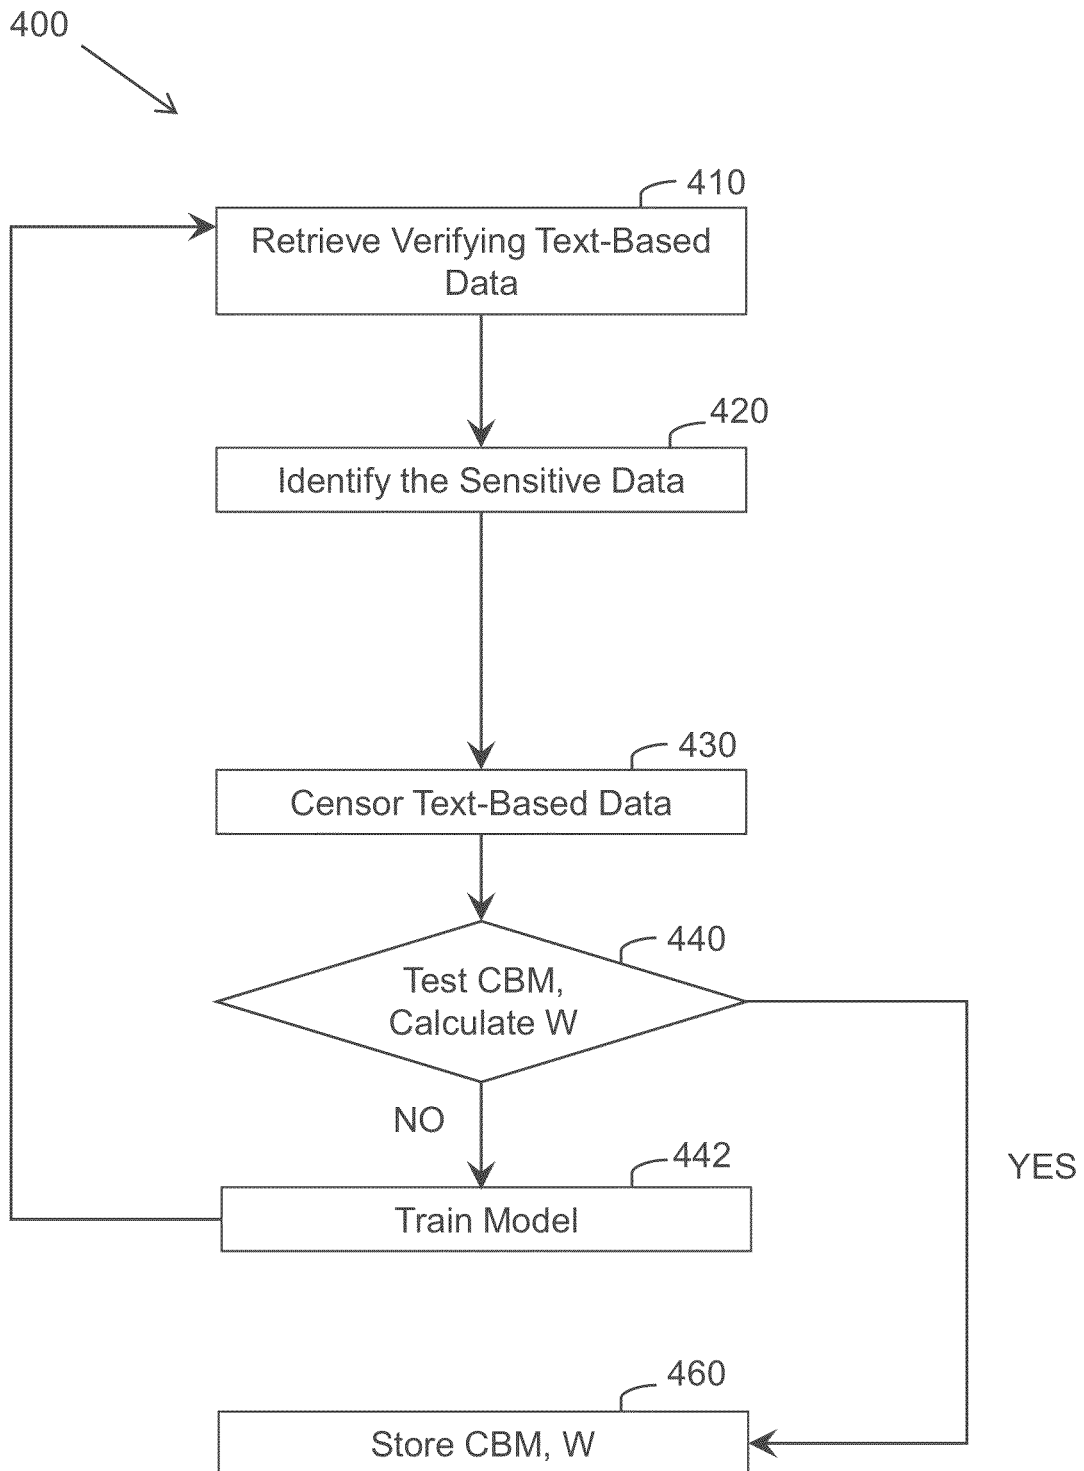 400
410
Retrieve Verifying Text-Based
Data
420
Identify the Sensitive Data
430
Censor Text-Based Data
440
Test CBM,
Calculate W
NO
YES
442
Train Model
460
Store CBM, W